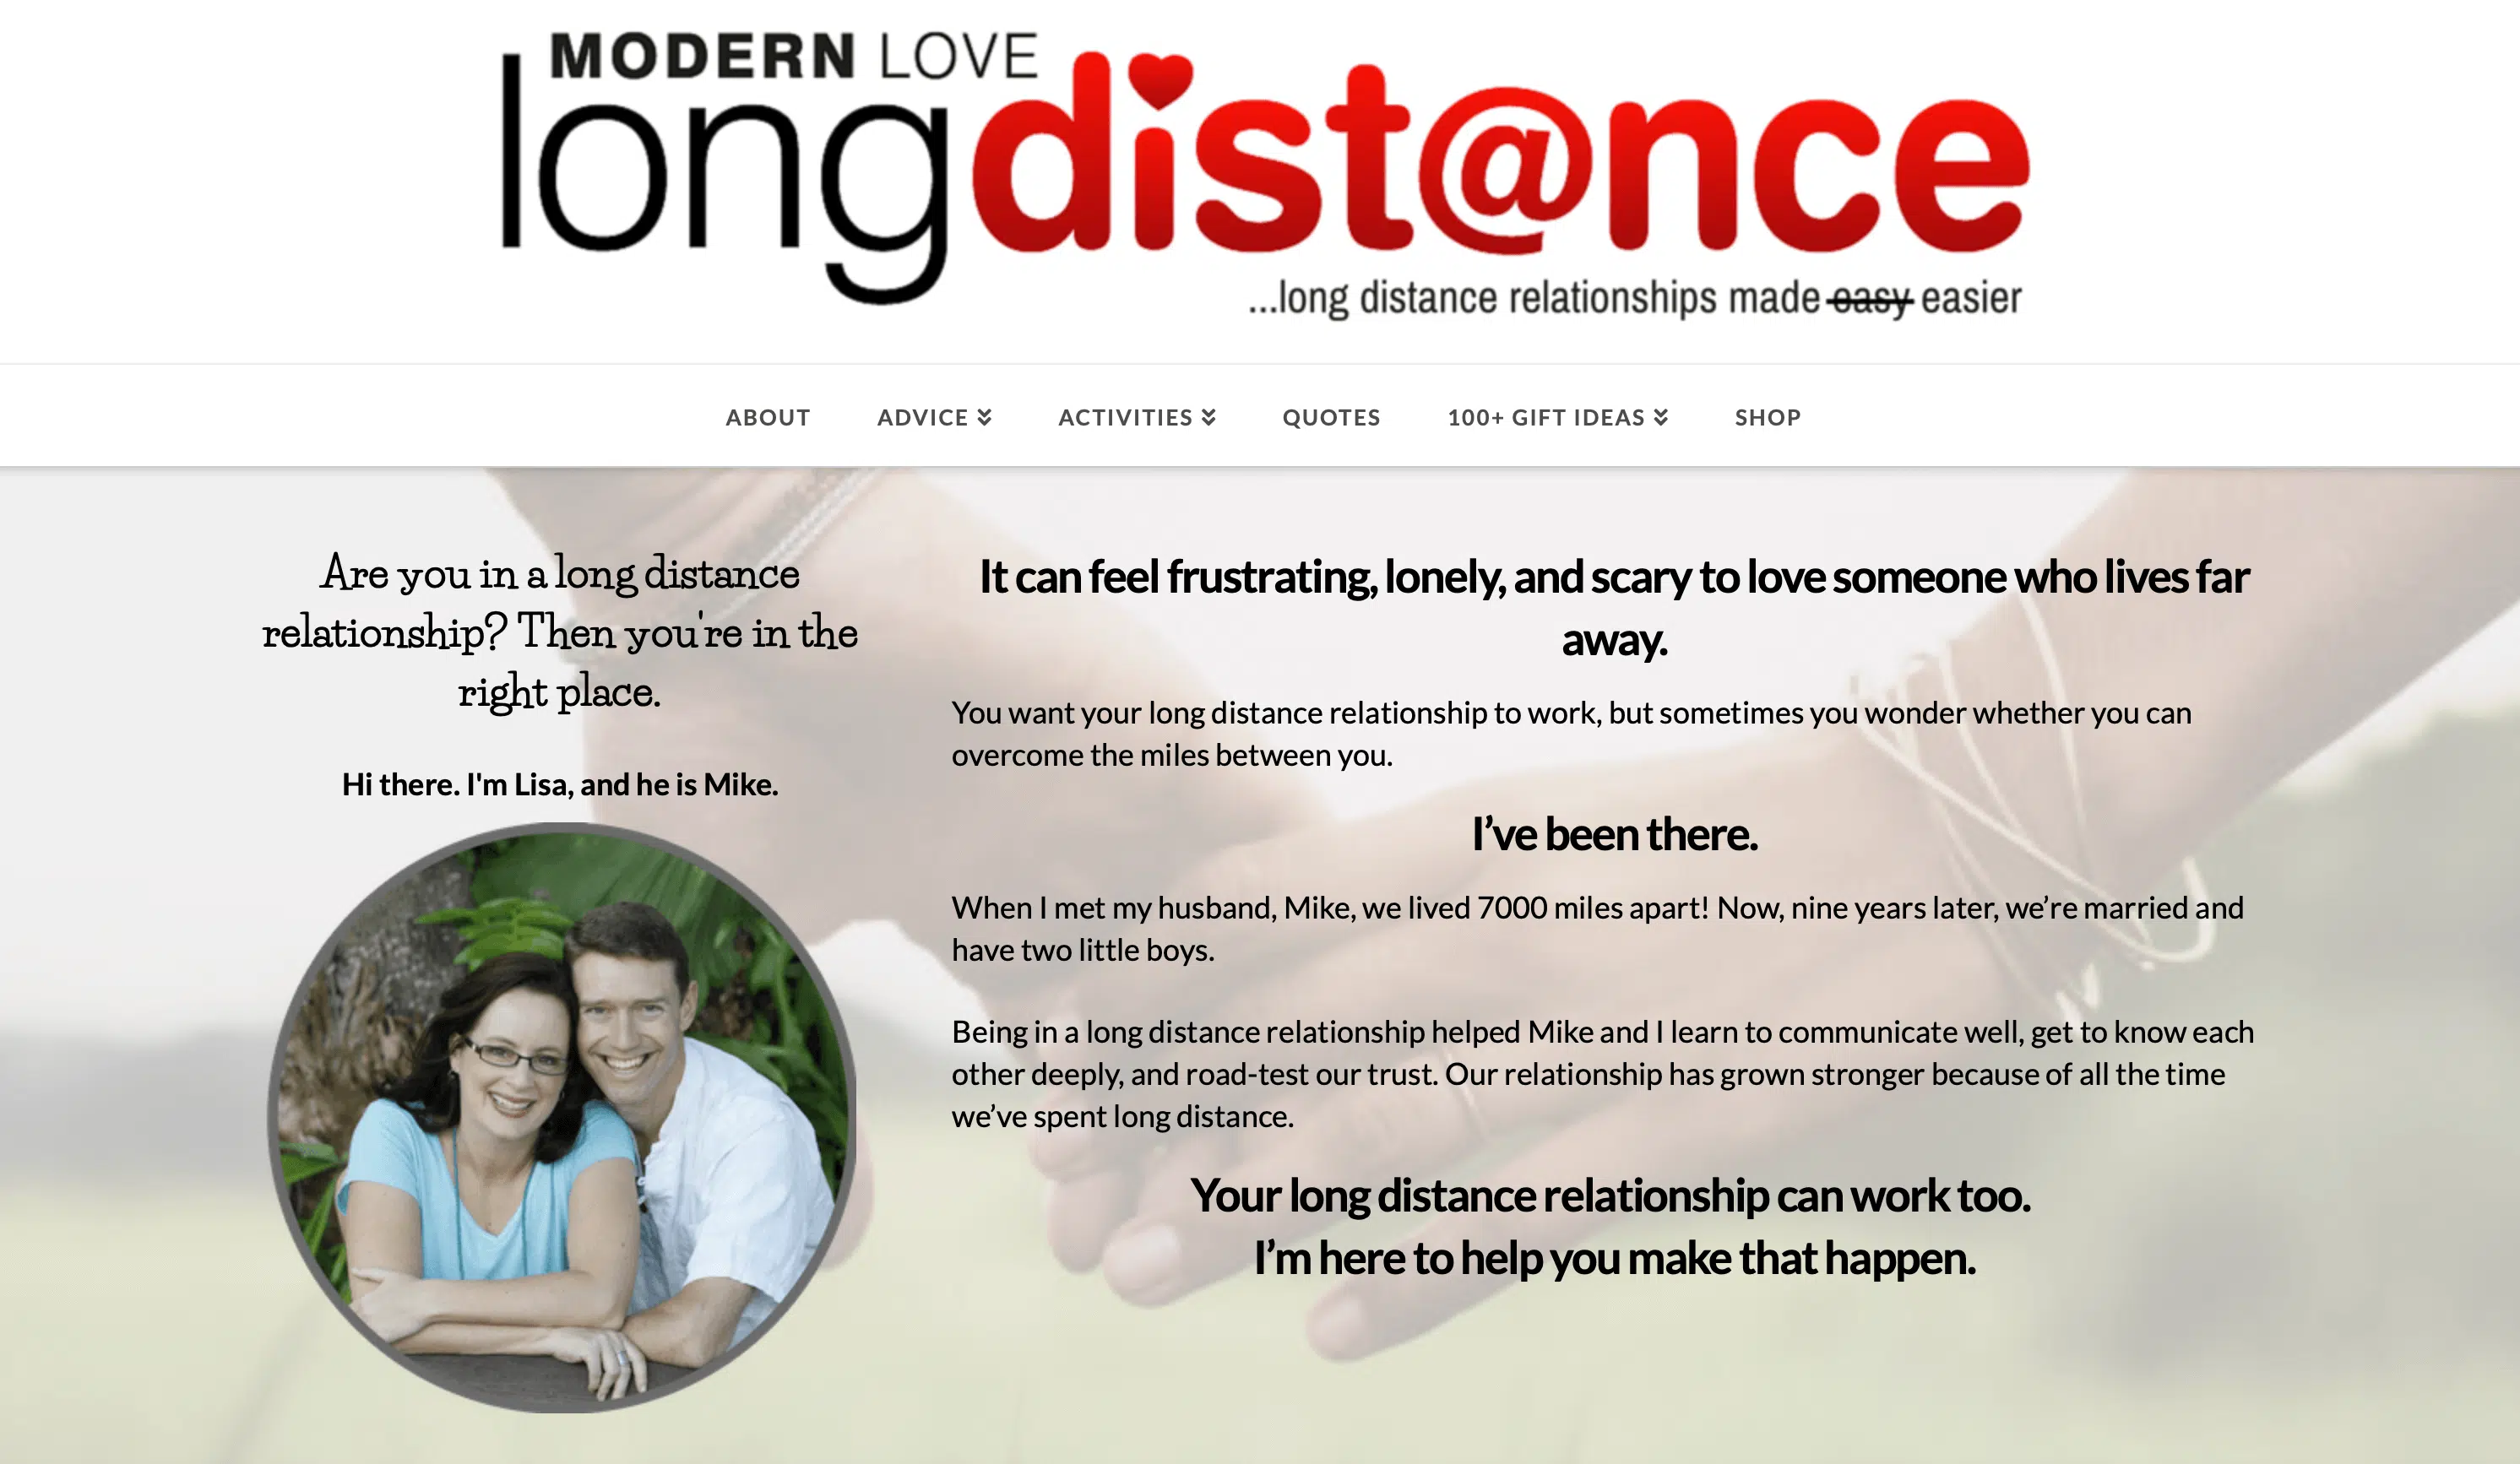 MODERN LOVE
longdist@nce
...long distance relationships made easy easier
ABOUT ADVICE ACTIVITIES QUOTES 100+ GIFT IDEAS SHOP
Are you in a long distance
relationship? Then you're in the
right place.
Hi there. I'm Lisa, and he is Mike.
It can feel frustrating, lonely, and scary to love someone who lives far
away.
You want your long distance relationship to work, but sometimes you wonder whether you can
overcome the miles between you.
I’ve been there.
When I met my husband, Mike, we lived 7000 miles apart! Now, nine years later, we’re married and
have two little boys.
Being in a long distance relationship helped Mike and I learn to communicate well, get to know each
other deeply, and road-test our trust. Our relationship has grown stronger because of all the time
we’ve spent long distance.
Your long distance relationship can work too.
I’m here to help you make that happen.